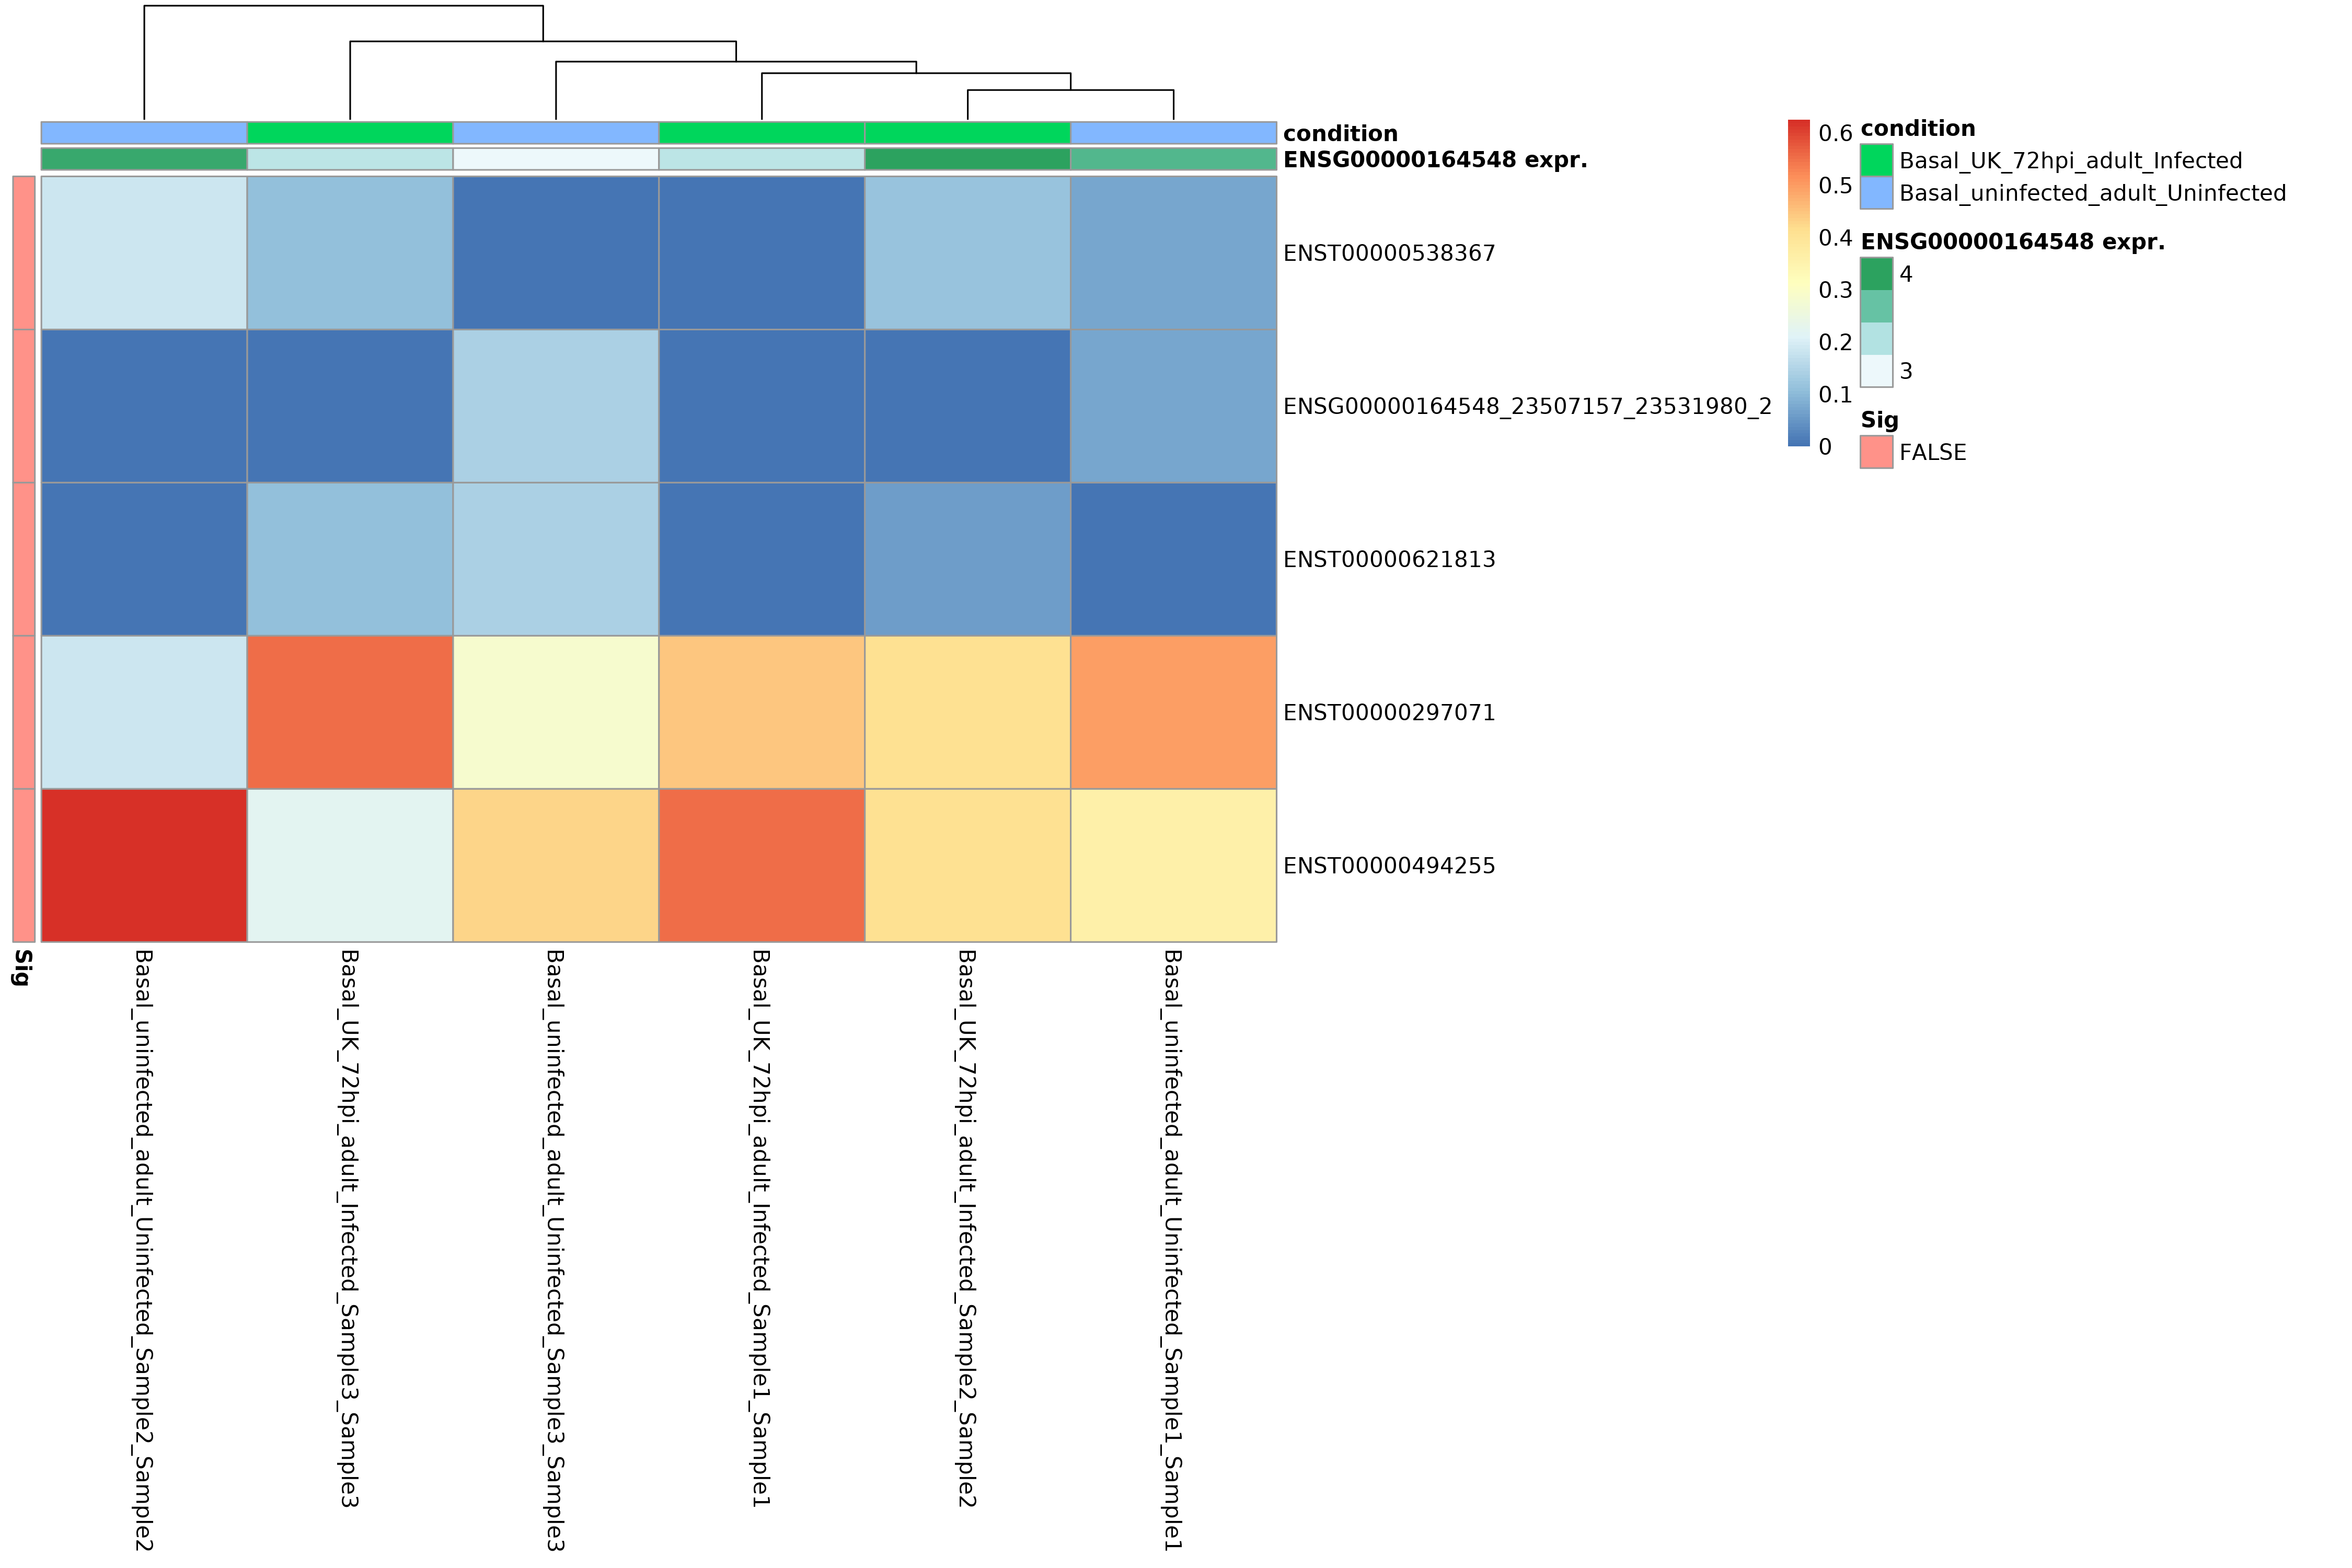 condition
ENSG00000164548 expr.
ENST00000538367
ENSG00000164548_23507157_23531980_2
ENST00000621813
ENST00000297071
ENST00000494255
Sig
Basal_uninfected_adult_Uninfected_Sample2_Sample2
Basal_UK_72hpi_adult_Infected_Sample3_Sample3
Basal_uninfected_adult_Uninfected_Sample3_Sample3
Basal_UK_72hpi_adult_Infected_Sample1_Sample1
Basal_UK_72hpi_adult_Infected_Sample2_Sample2
Basal_uninfected_adult_Uninfected_Sample1_Sample1
0.6
0.5
0.4
0.3
0.2
0.1
0
condition
Basal_UK_72hpi_adult_Infected
Basal_uninfected_adult_Uninfected
ENSG00000164548 expr.
4
3
Sig
FALSE